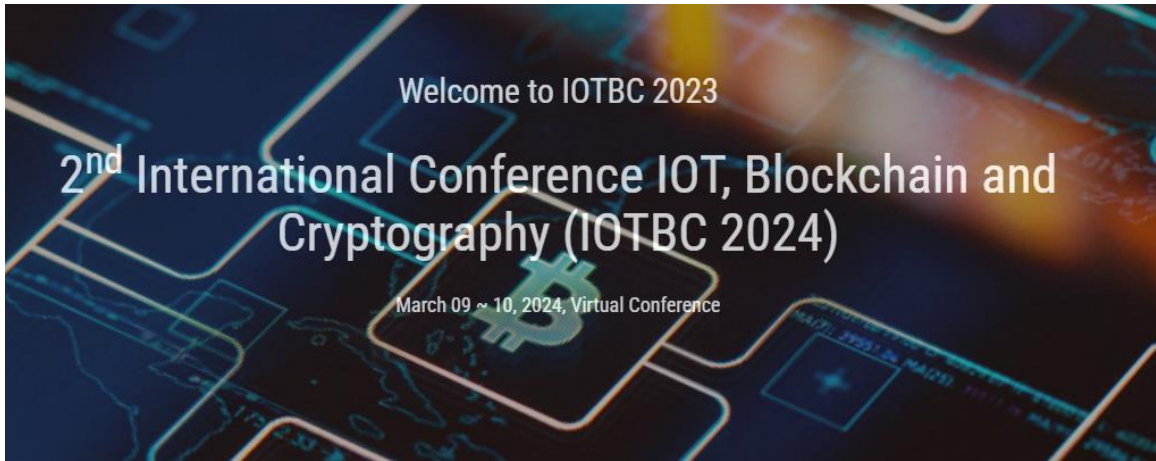 Welcome to IOTBC 2023
2nd International Conference IOT, Blockchain and
Cryptography (IOTBC 2024)
March 09 ~ 10, 2024, Virtual Conference